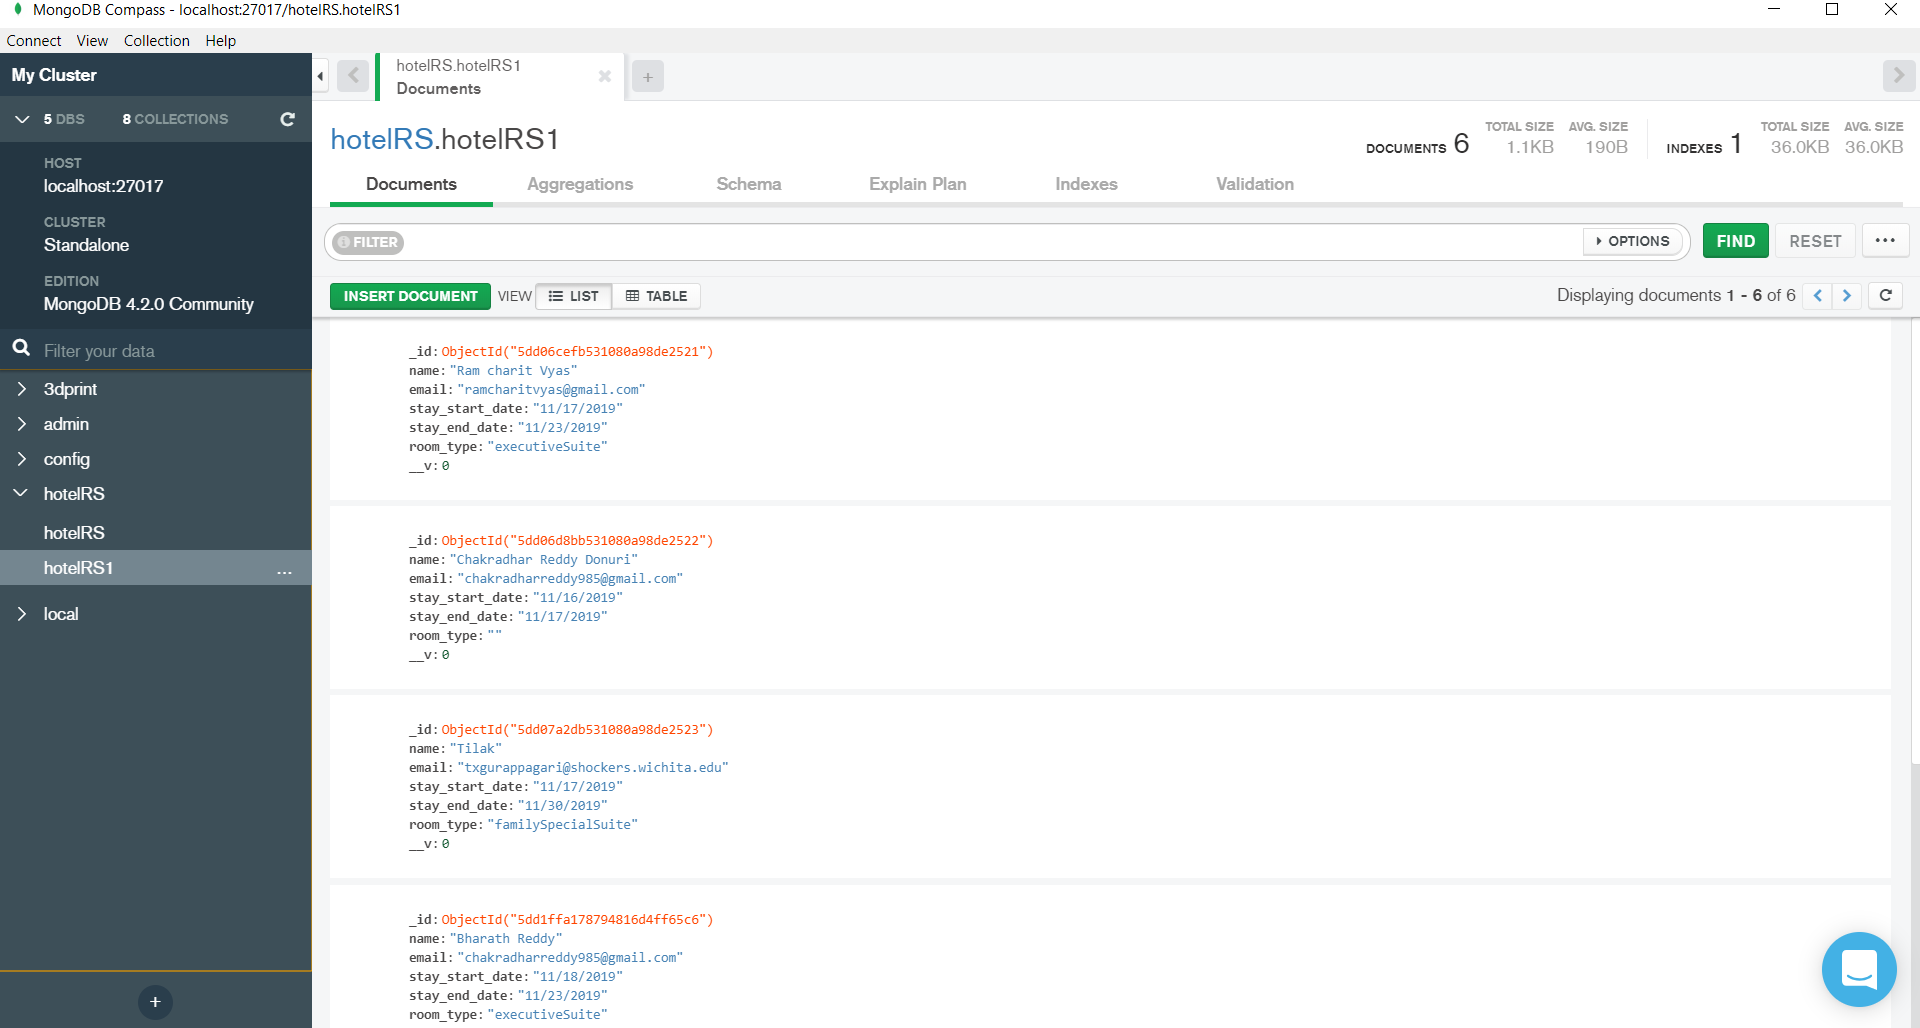 MongoDB Compass - localhost:27017/hotelRS.hotelRS1
Connect View Collection Help
My Cluster
5 DBS 8 COLLECTIONS
HOST
localhost:27017
CLUSTER
Standalone
EDITION
MongoDB 4.2.0 Community
Filter your data
3dprint
admin
config
hotelRS
hotelRS
hotelRS1 ...
local
+
hotelRS.hotelRS1
Documents
+
hotelRS.hotelRS1
DOCUMENTS 6 TOTAL SIZE 1.1KB AVG. SIZE 190B INDEXES 1 TOTAL SIZE 36.0KB AVG. SIZE 36.0KB
Documents Aggregations Schema Explain Plan Indexes Validation
FILTER OPTIONS FIND RESET ...
INSERT DOCUMENT VIEW LIST TABLE Displaying documents 1 - 6 of 6
_id: ObjectId("5dd06cefb531080a98de2521")
name: "Ram charit Vyas"
email: "ramcharitvyas@gmail.com"
stay_start_date: "11/17/2019"
stay_end_date: "11/23/2019"
room_type: "executiveSuite"
__v: 0
_id: ObjectId("5dd06d8bb531080a98de2522")
name: "Chakradhar Reddy Donuri"
email: "chakradharreddy985@gmail.com"
stay_start_date: "11/16/2019"
stay_end_date: "11/17/2019"
room_type: ""
__v: 0
_id: ObjectId("5dd07a2db531080a98de2523")
name: "Tilak"
email: "txgurappagari@shockers.wichita.edu"
stay_start_date: "11/17/2019"
stay_end_date: "11/30/2019"
room_type: "familySpecialSuite"
__v: 0
_id: ObjectId("5dd1ffa178794816d4ff65c6")
name: "Bharath Reddy"
email: "chakradharreddy985@gmail.com"
stay_start_date: "11/18/2019"
stay_end_date: "11/23/2019"
room_type: "executiveSuite"